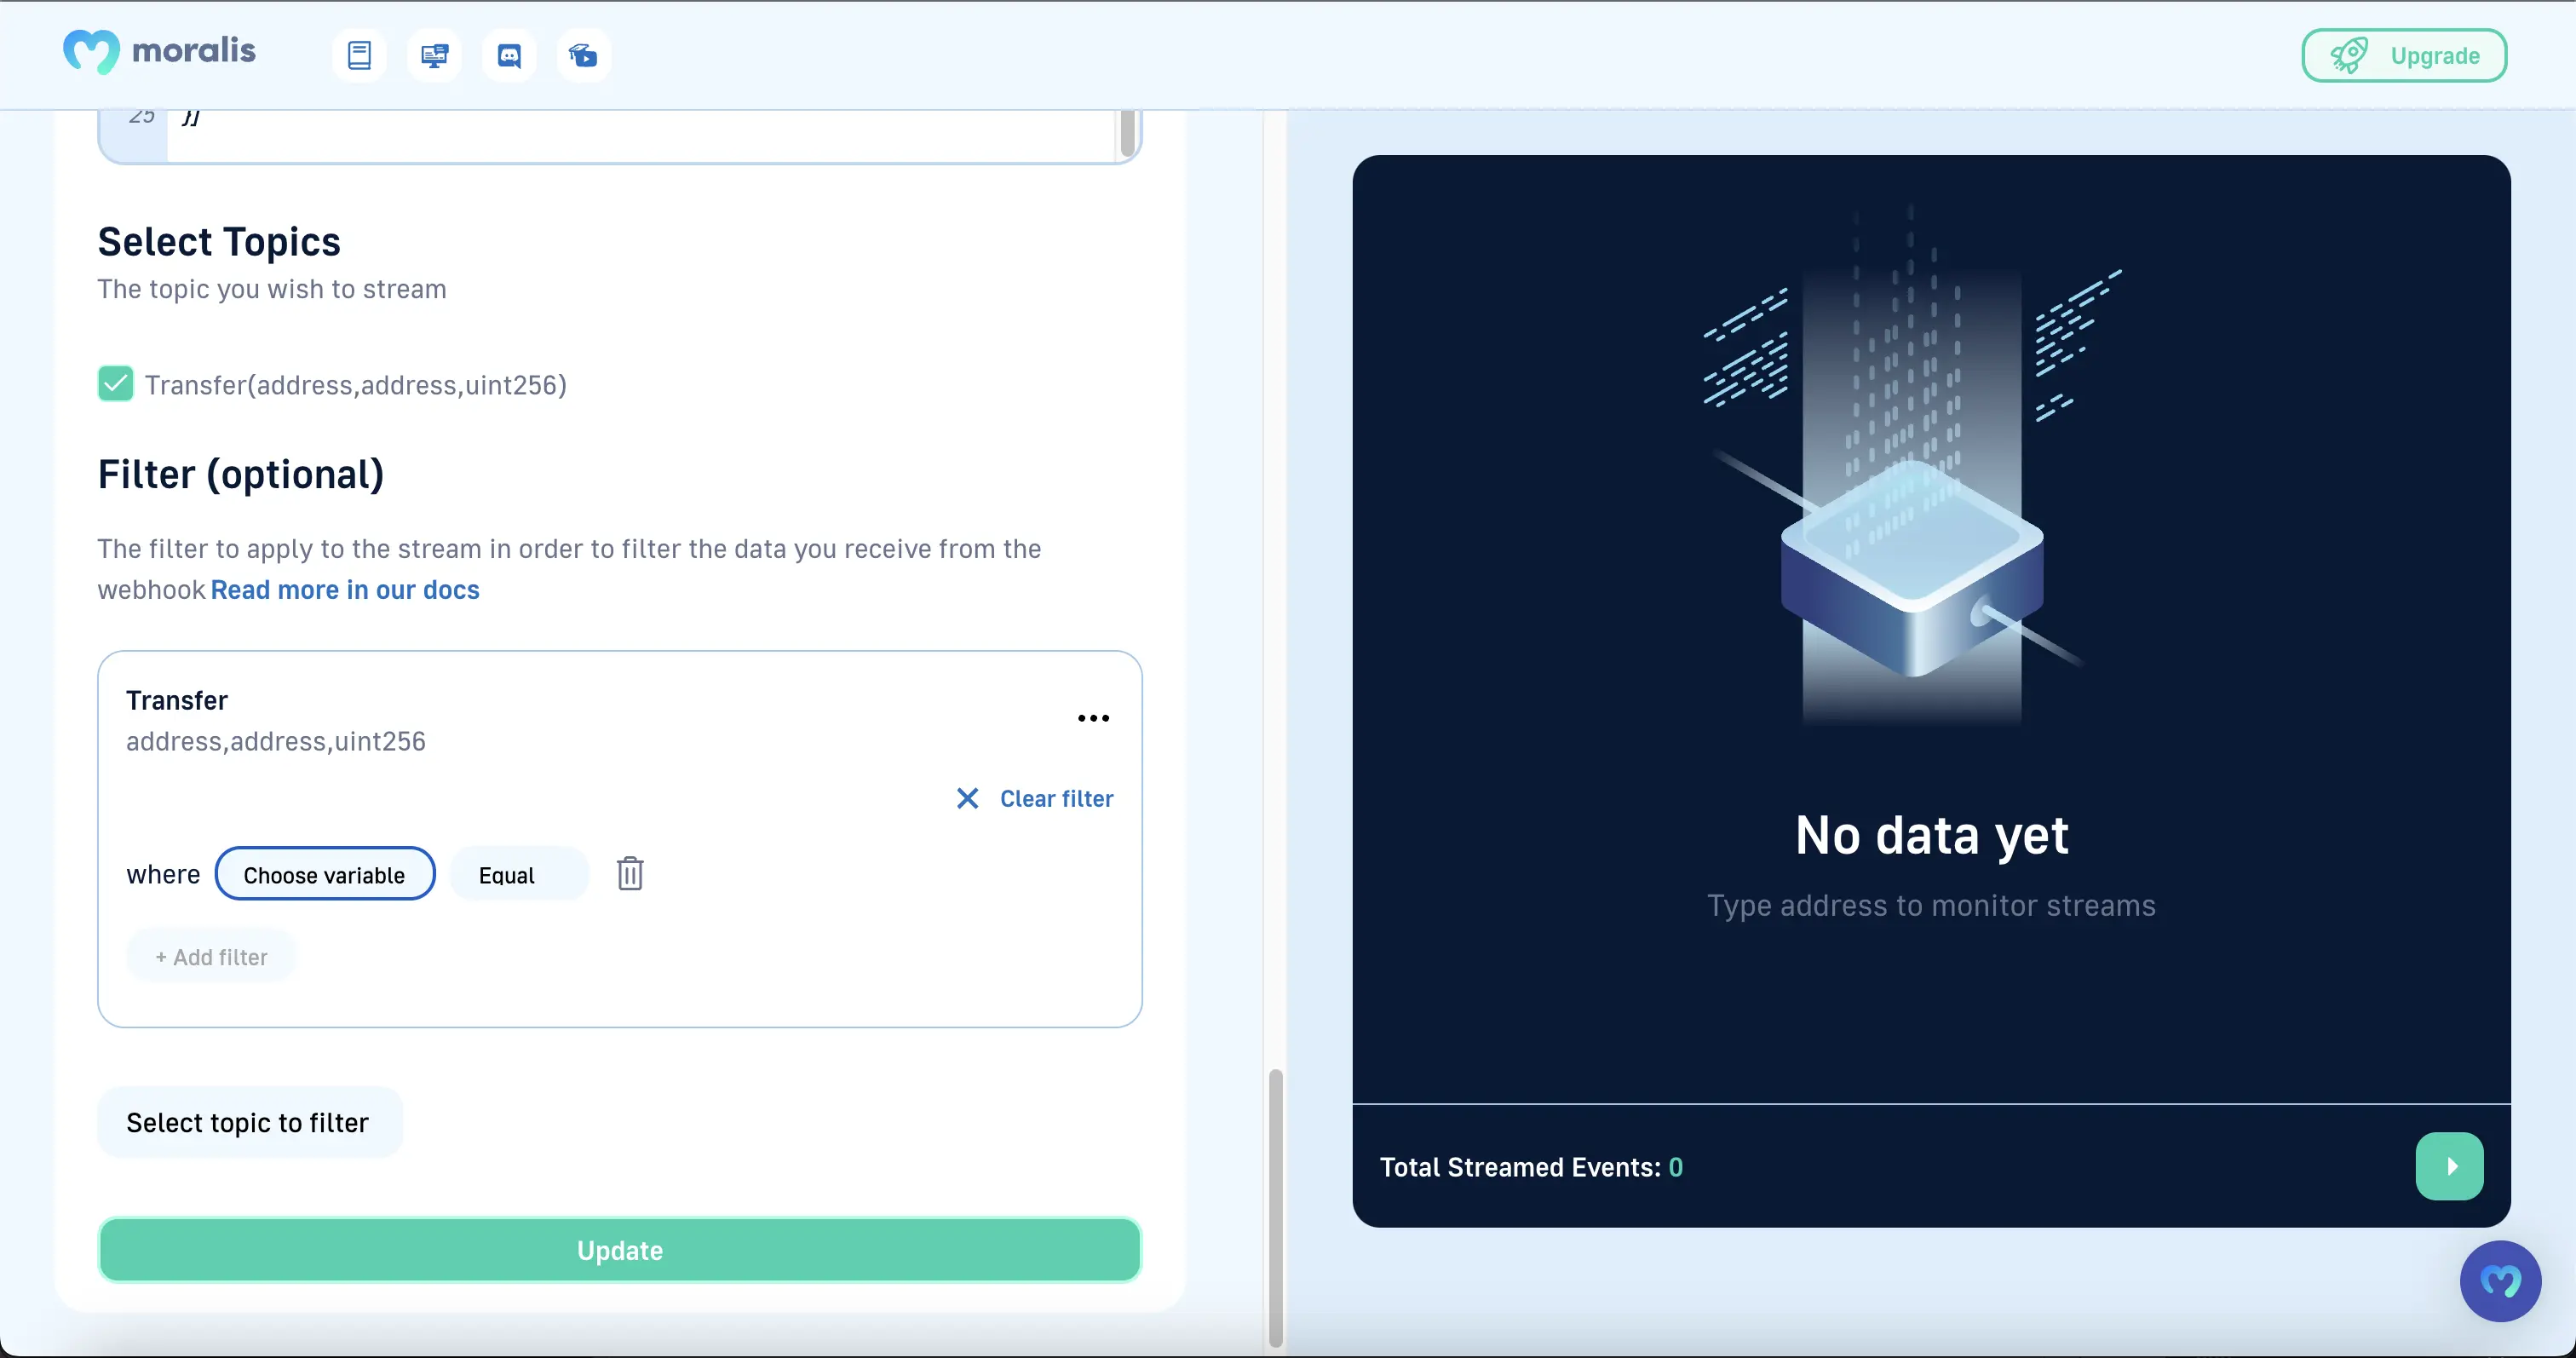 moralis
Upgrade
25 }]
Select Topics
The topic you wish to stream
Transfer(address,address,uint256)
Filter (optional)
The filter to apply to the stream in order to filter the data you receive from the
webhook Read more in our docs
Transfer
address,address,uint256
Clear filter
where Choose variable Equal
+ Add filter
Select topic to filter
Update
No data yet
Type address to monitor streams
Total Streamed Events: 0